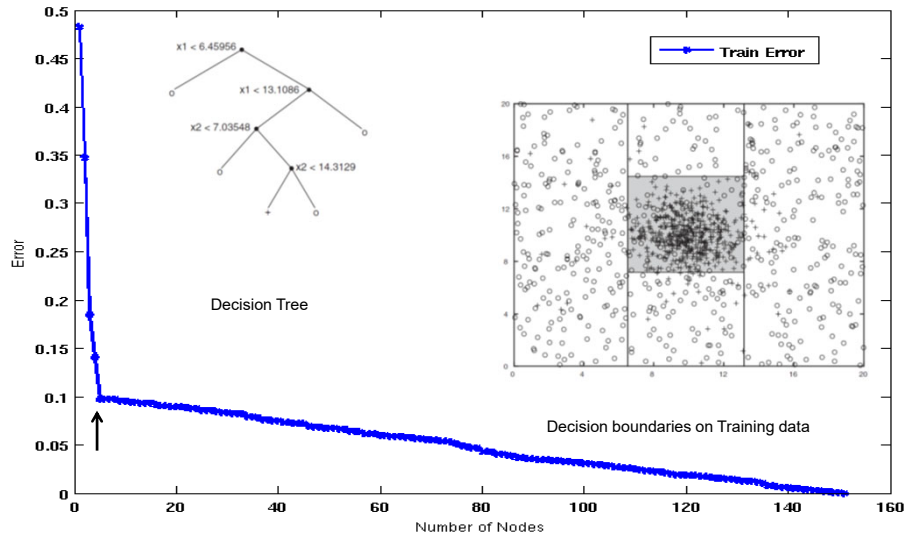 0.5
0.45
0.4
0.35
0.3
0.25
0.2
0.15
0.1
0.05
0
Error
x1 < 6.45956
x1 < 13.1086
x2 < 7.03548
x2 < 14.3129
Decision Tree
Train Error
20
16
12
8
4
0
0 4 8 12 16 20
Decision boundaries on Training data
0 20 40 60 80 100 120 140 160
Number of Nodes